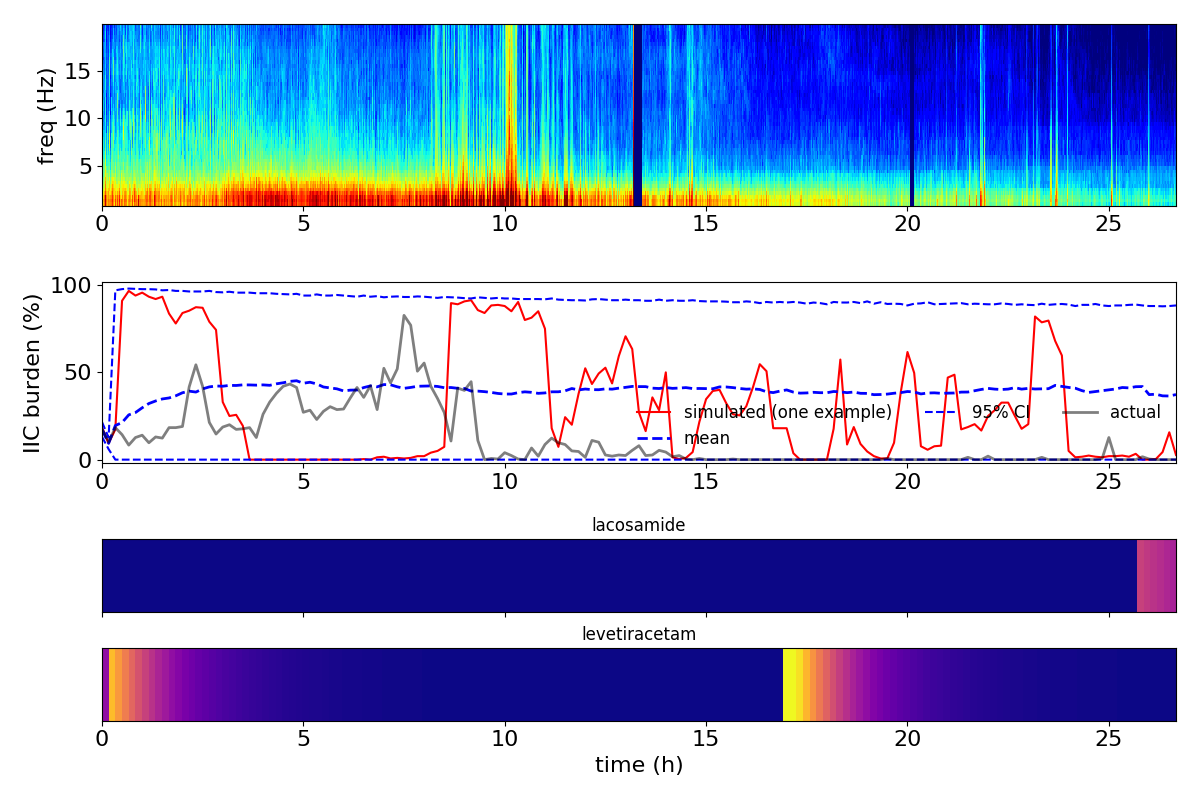 freq (Hz)
15
10
5
0 5 10 15 20 25
IIC burden (%)
100
50
0
simulated (one example) 95% CI actual
mean
0 5 10 15 20 25
lacosamide
levetiracetam
0 5 10 15 20 25
time (h)